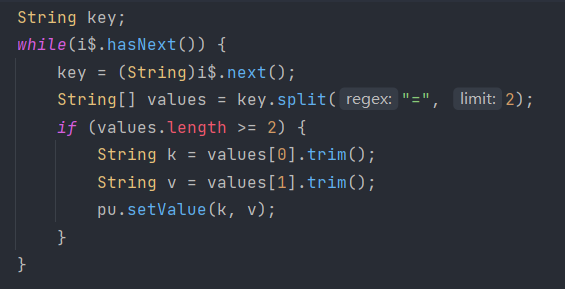 String key;
while(i$.hasNext()) {
    key = (String)i$.next();
    String[] values = key.split( regex: "=", limit: 2);
    if (values.length >= 2) {
        String k = values[0].trim();
        String v = values[1].trim();
        pu.setValue(k, v);
    }
}